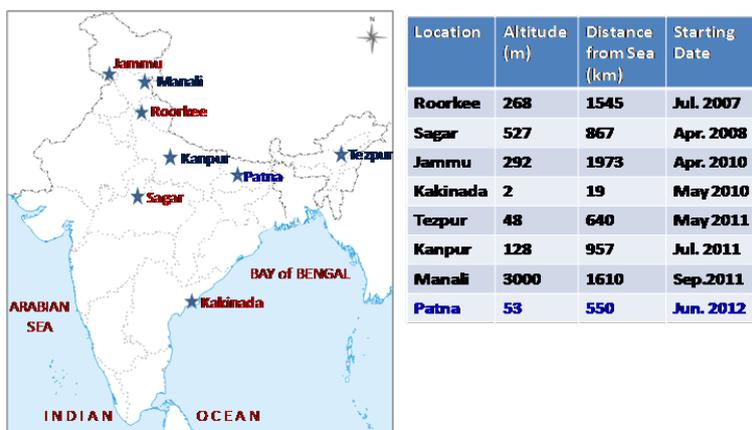 N
Jammu
Manali
Roorkee
Kanpur
Tezpur
Patna
Sagar
BAY of BENGAL
Kakinada
ARABIAN
SEA
INDIAN OCEAN
Location Altitude (m) Distance from Sea (km) Starting Date
Roorkee 268 1545 Jul. 2007
Sagar 527 867 Apr. 2008
Jammu 292 1973 Apr. 2010
Kakinada 2 19 May 2010
Tezpur 48 640 May 2011
Kanpur 128 957 Jul. 2011
Manali 3000 1610 Sep.2011
Patna 53 550 Jun. 2012